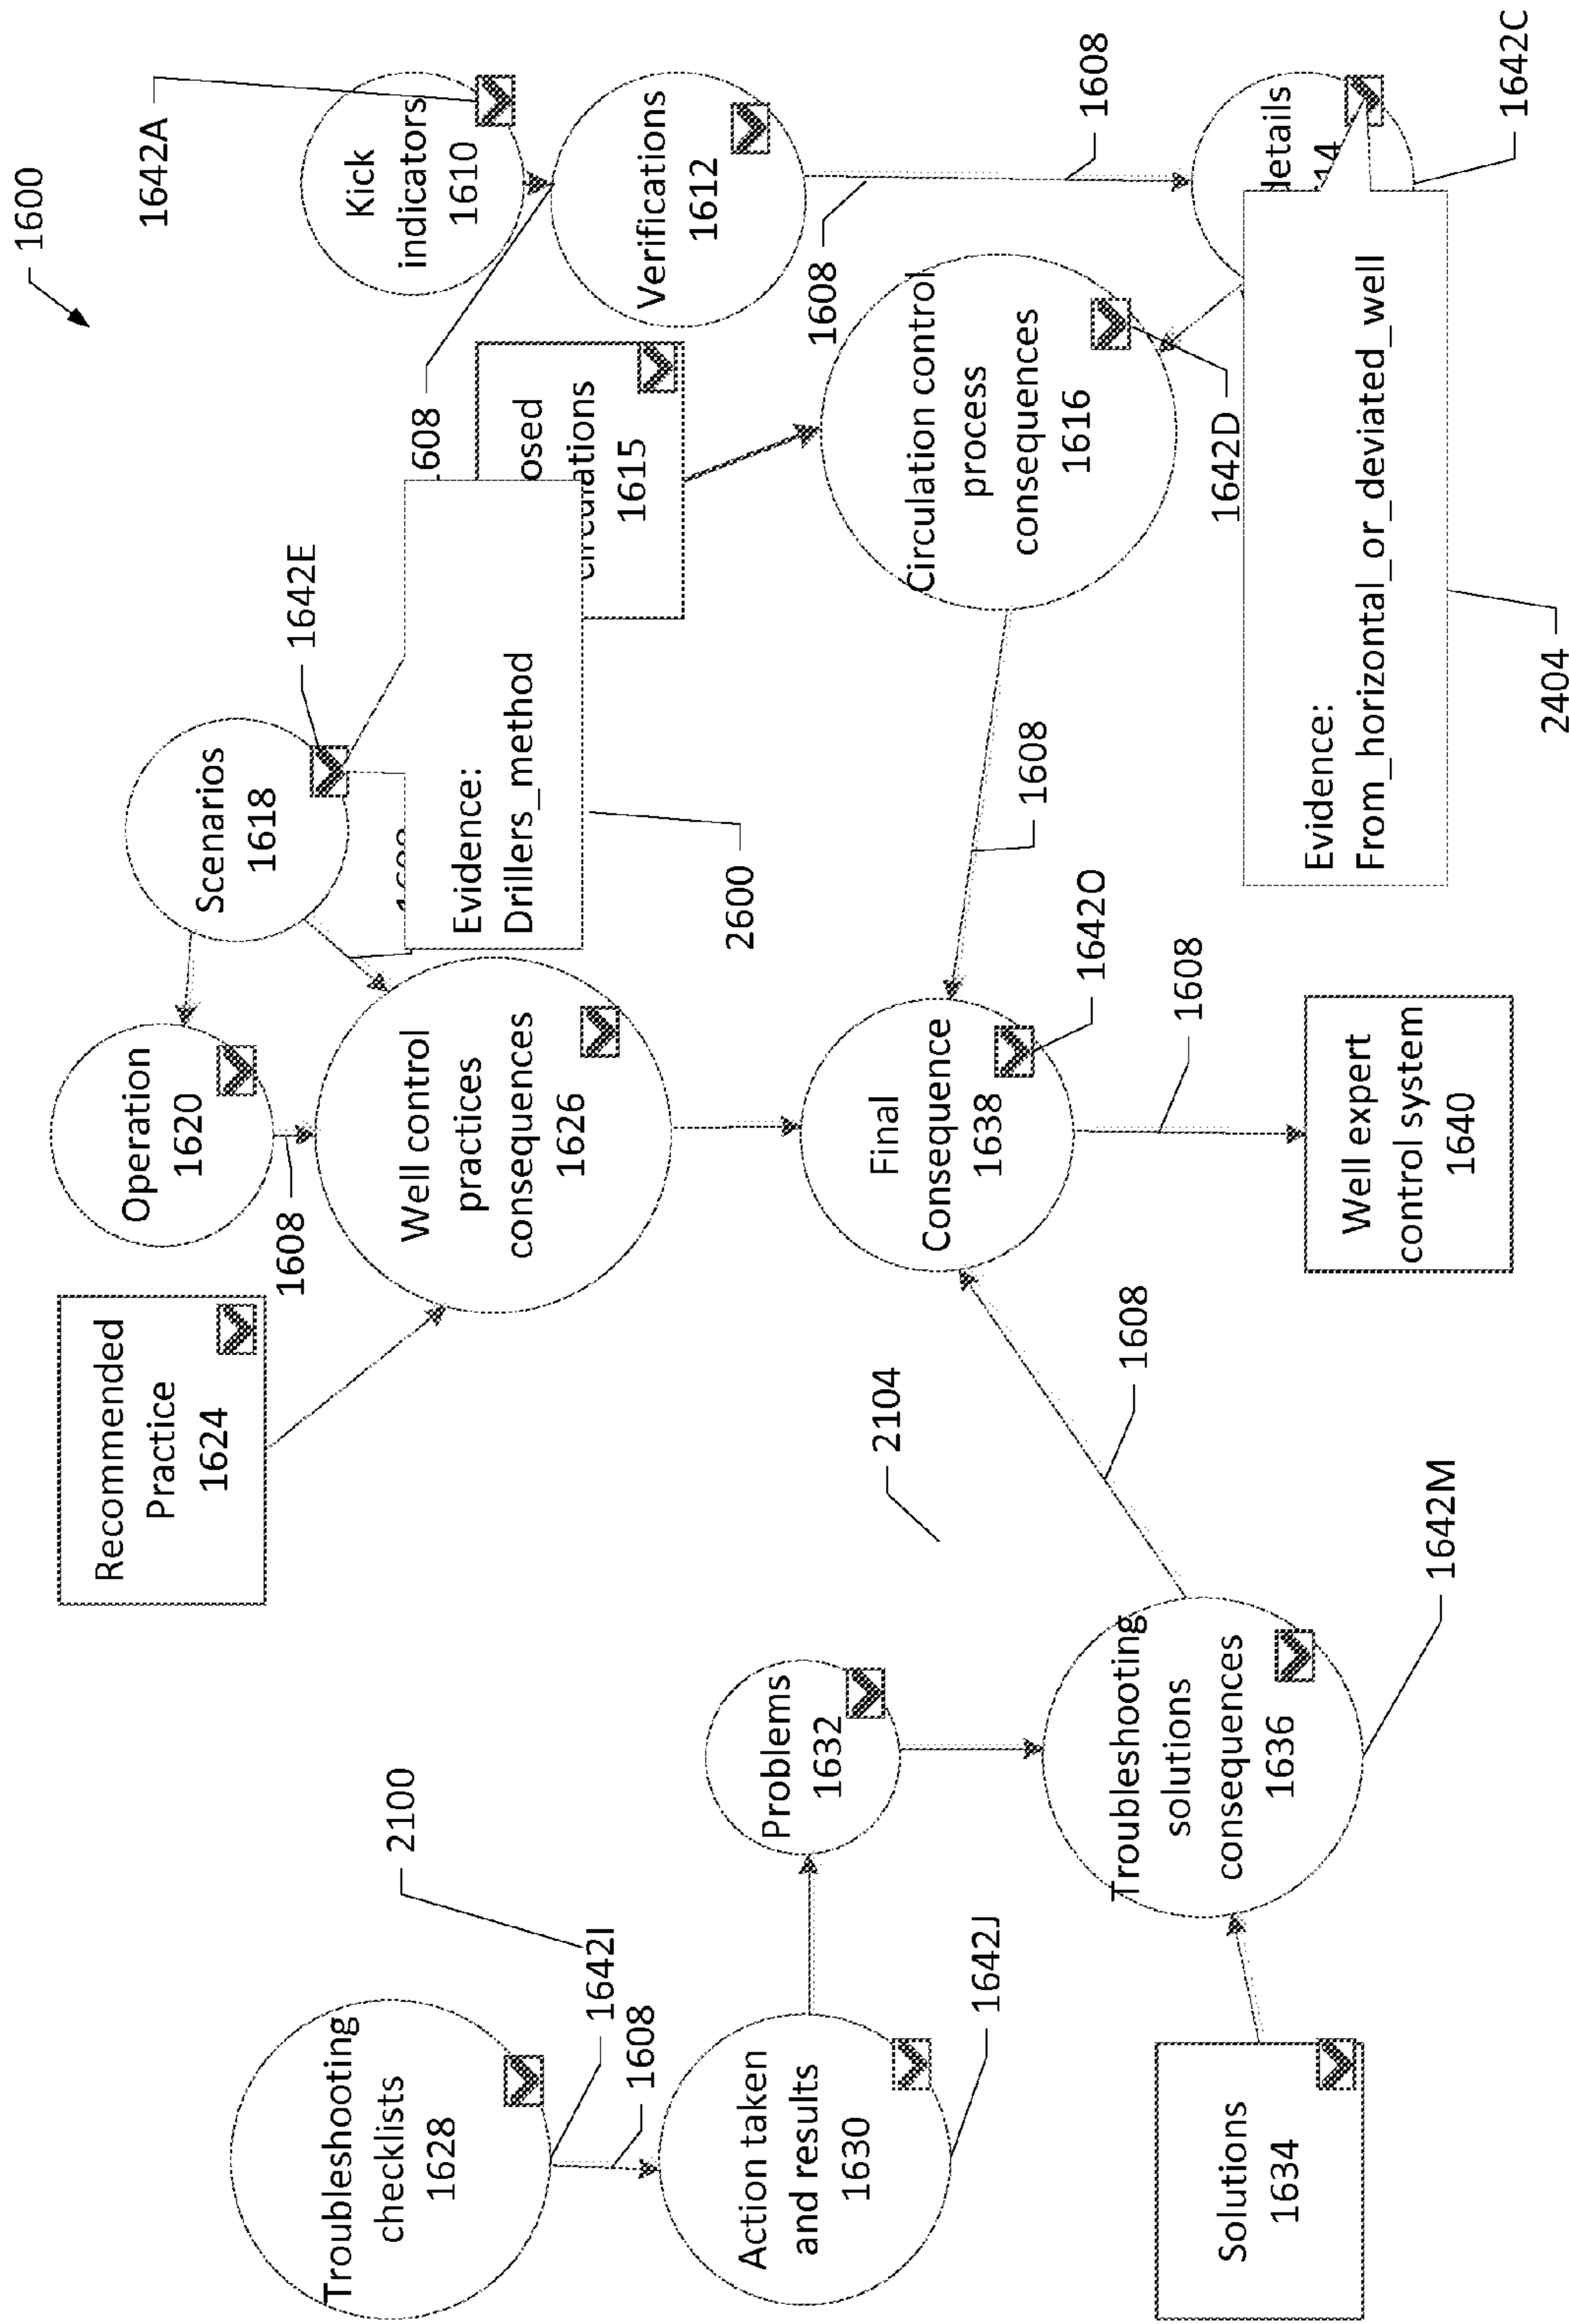 1600
Troubleshooting
checklists
1628
1642I
1608
2100
Action taken
and results
1630
1642J
Problems
1632
Solutions
1634
Troubleshooting
solutions
consequences
1636
1642M
2104
1608
Recommended
Practice
1624
Operation
1620
1608
Scenarios
1618
1642E
Well control
practices
consequences
1626
Evidence:
Drillers_method
2600
Final
Consequence
1638
1642O
1608
1608
Well expert
control system
1640
1615
Kick
indicators
1610
1642A
Verifications
1612
1608
1608
Circulation control
process
consequences
1616
1642D
1642C
Evidence:
From_horizontal_or_deviated_well
2404